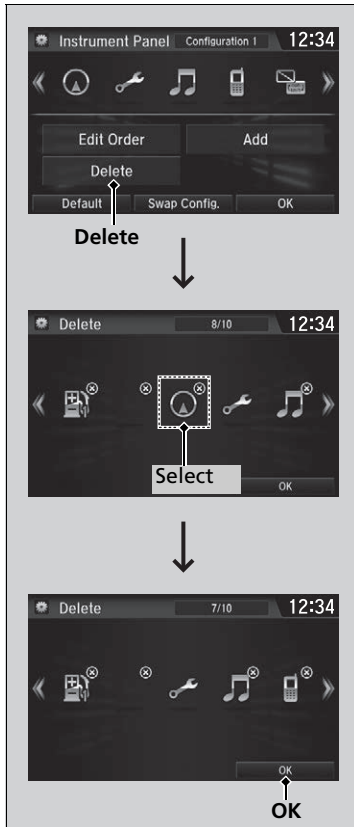 Instrument Panel Configuration 1 12:34
Edit Order Add
Delete
Default Swap Config. OK
Delete
Delete 8/10 12:34
Select
OK
Delete 7/10 12:34
OK
OK